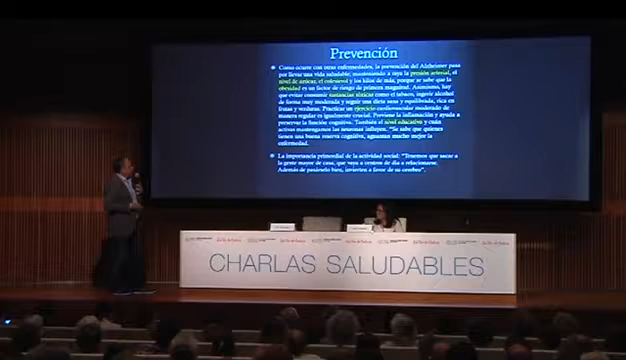 Prevención
Como ocurre con otras enfermedades, la prevención del Alzheimer pasa
por llevar una vida saludable: manteniendo a raya la presión arterial, el
nivel de azúcar, el colesterol y los kilos de más, porque se sabe que la
obesidad es un factor de riesgo de primera magnitud. Asimismo, hay
que evitar consumir sustancias tóxicas como el tabaco, ingerir alcohol
de forma muy moderada y seguir una dieta sana y equilibrada, rica en
frutas y verduras. Practicar un ejercicio cardiovascular moderado de
manera regular es igualmente crucial. Previene la inflamación y ayuda a
preservar la función cognitiva. También el nivel educativo y cuán
activas mantengamos las neuronas influyen. "Se sabe que quienes
tienen una buena reserva cognitiva, aguantan mucho mejor la
enfermedad.
La importancia primordial de la actividad social: "Tenemos que sacar a
la gente mayor de casa, que vaya a centros de día a relacionarse.
Además de pasárselo bien, invierten a favor de su cerebro".
CHARLAS SALUDABLES